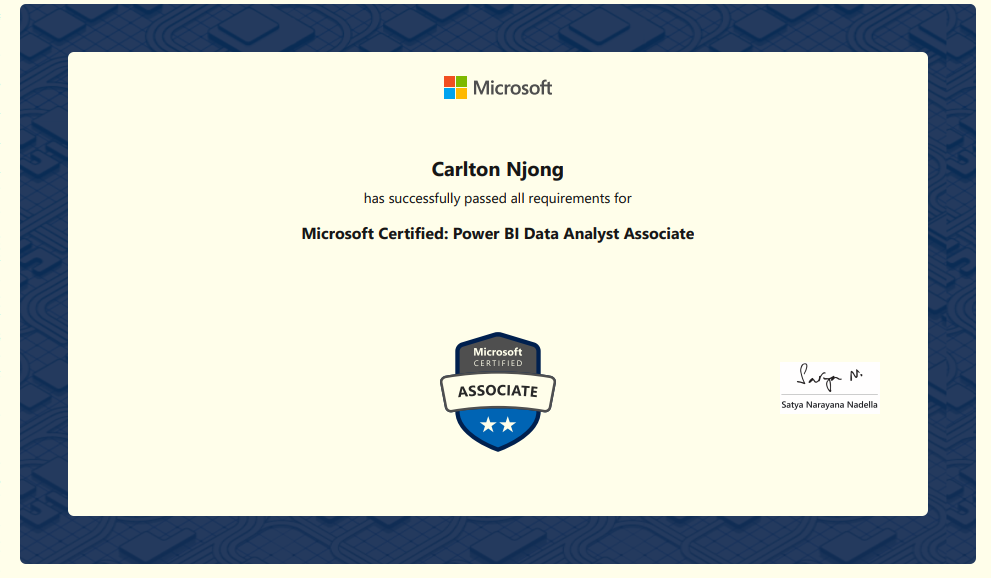 Microsoft
Carlton Njong
has successfully passed all requirements for
Microsoft Certified: Power BI Data Analyst Associate
Microsoft
CERTIFIED
ASSOCIATE
Satya N.
Satya Narayana Nadella